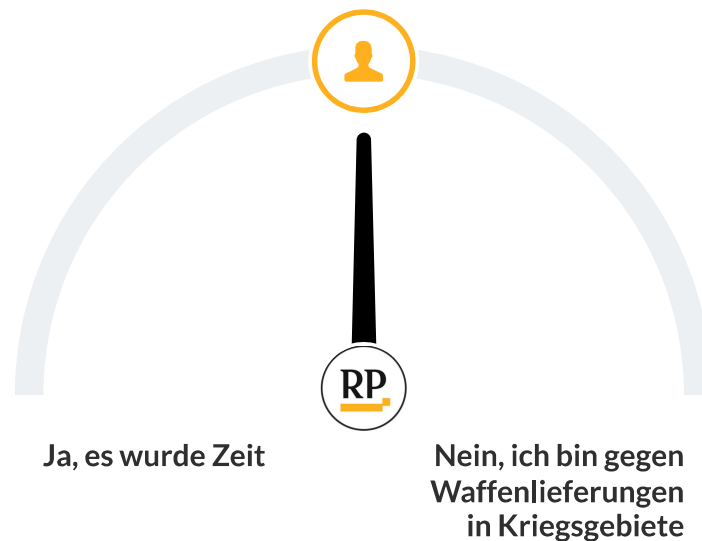 RP
Ja, es wurde Zeit
Nein, ich bin gegen
Waffenlieferungen
in Kriegsgebiete